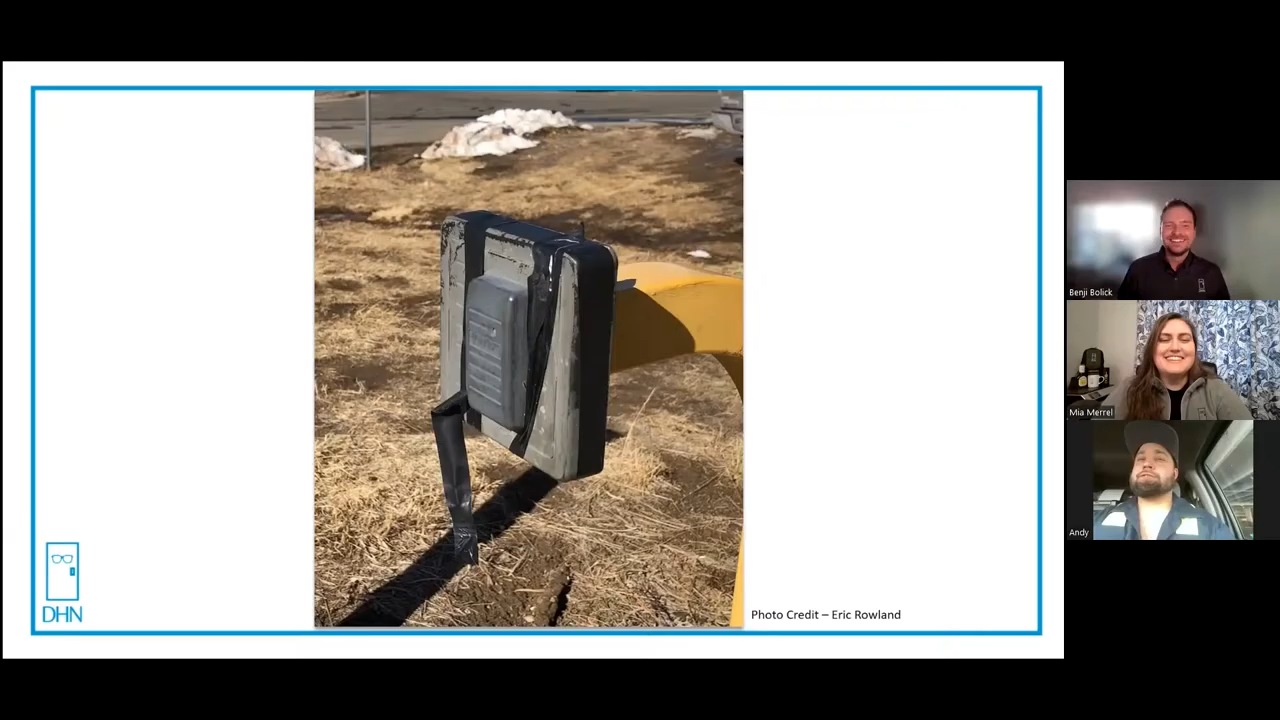 DHN
Photo Credit – Eric Rowland
Benji Bolick
Mia Merrel
Andy